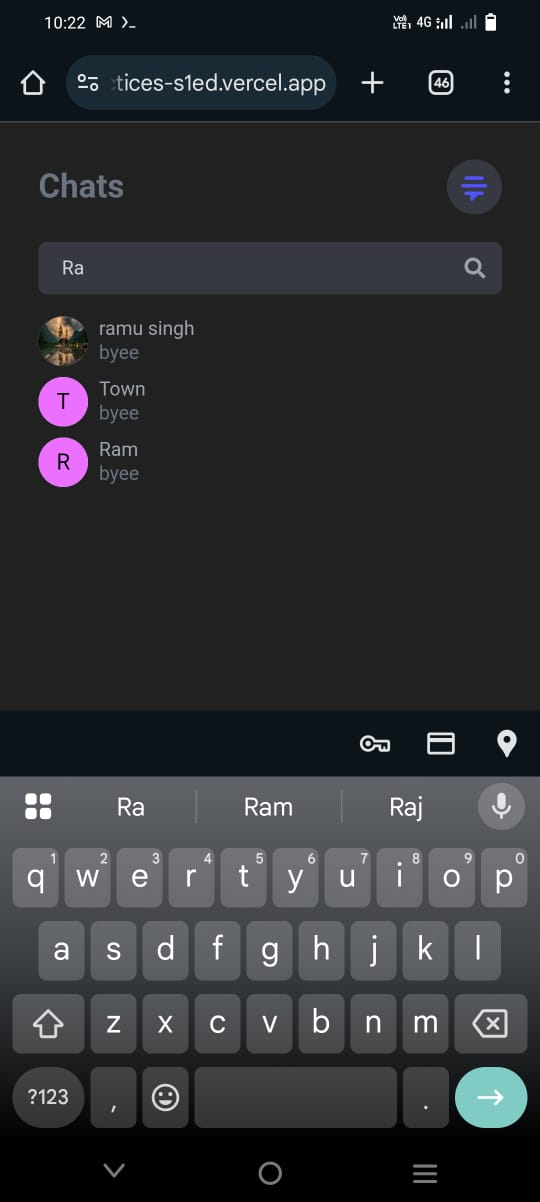 10:22
Vo) LTE1 4G
tices-s1ed.vercel.app
46
Chats
Ra
ramu singh
byee
T
Town
byee
R
Ram
byee
Ra Ram Raj
1 2 3 4 5 6 7 8 9 0
q w e r t y u i o p
a s d f g h j k l
z x c v b n m
?123 , .